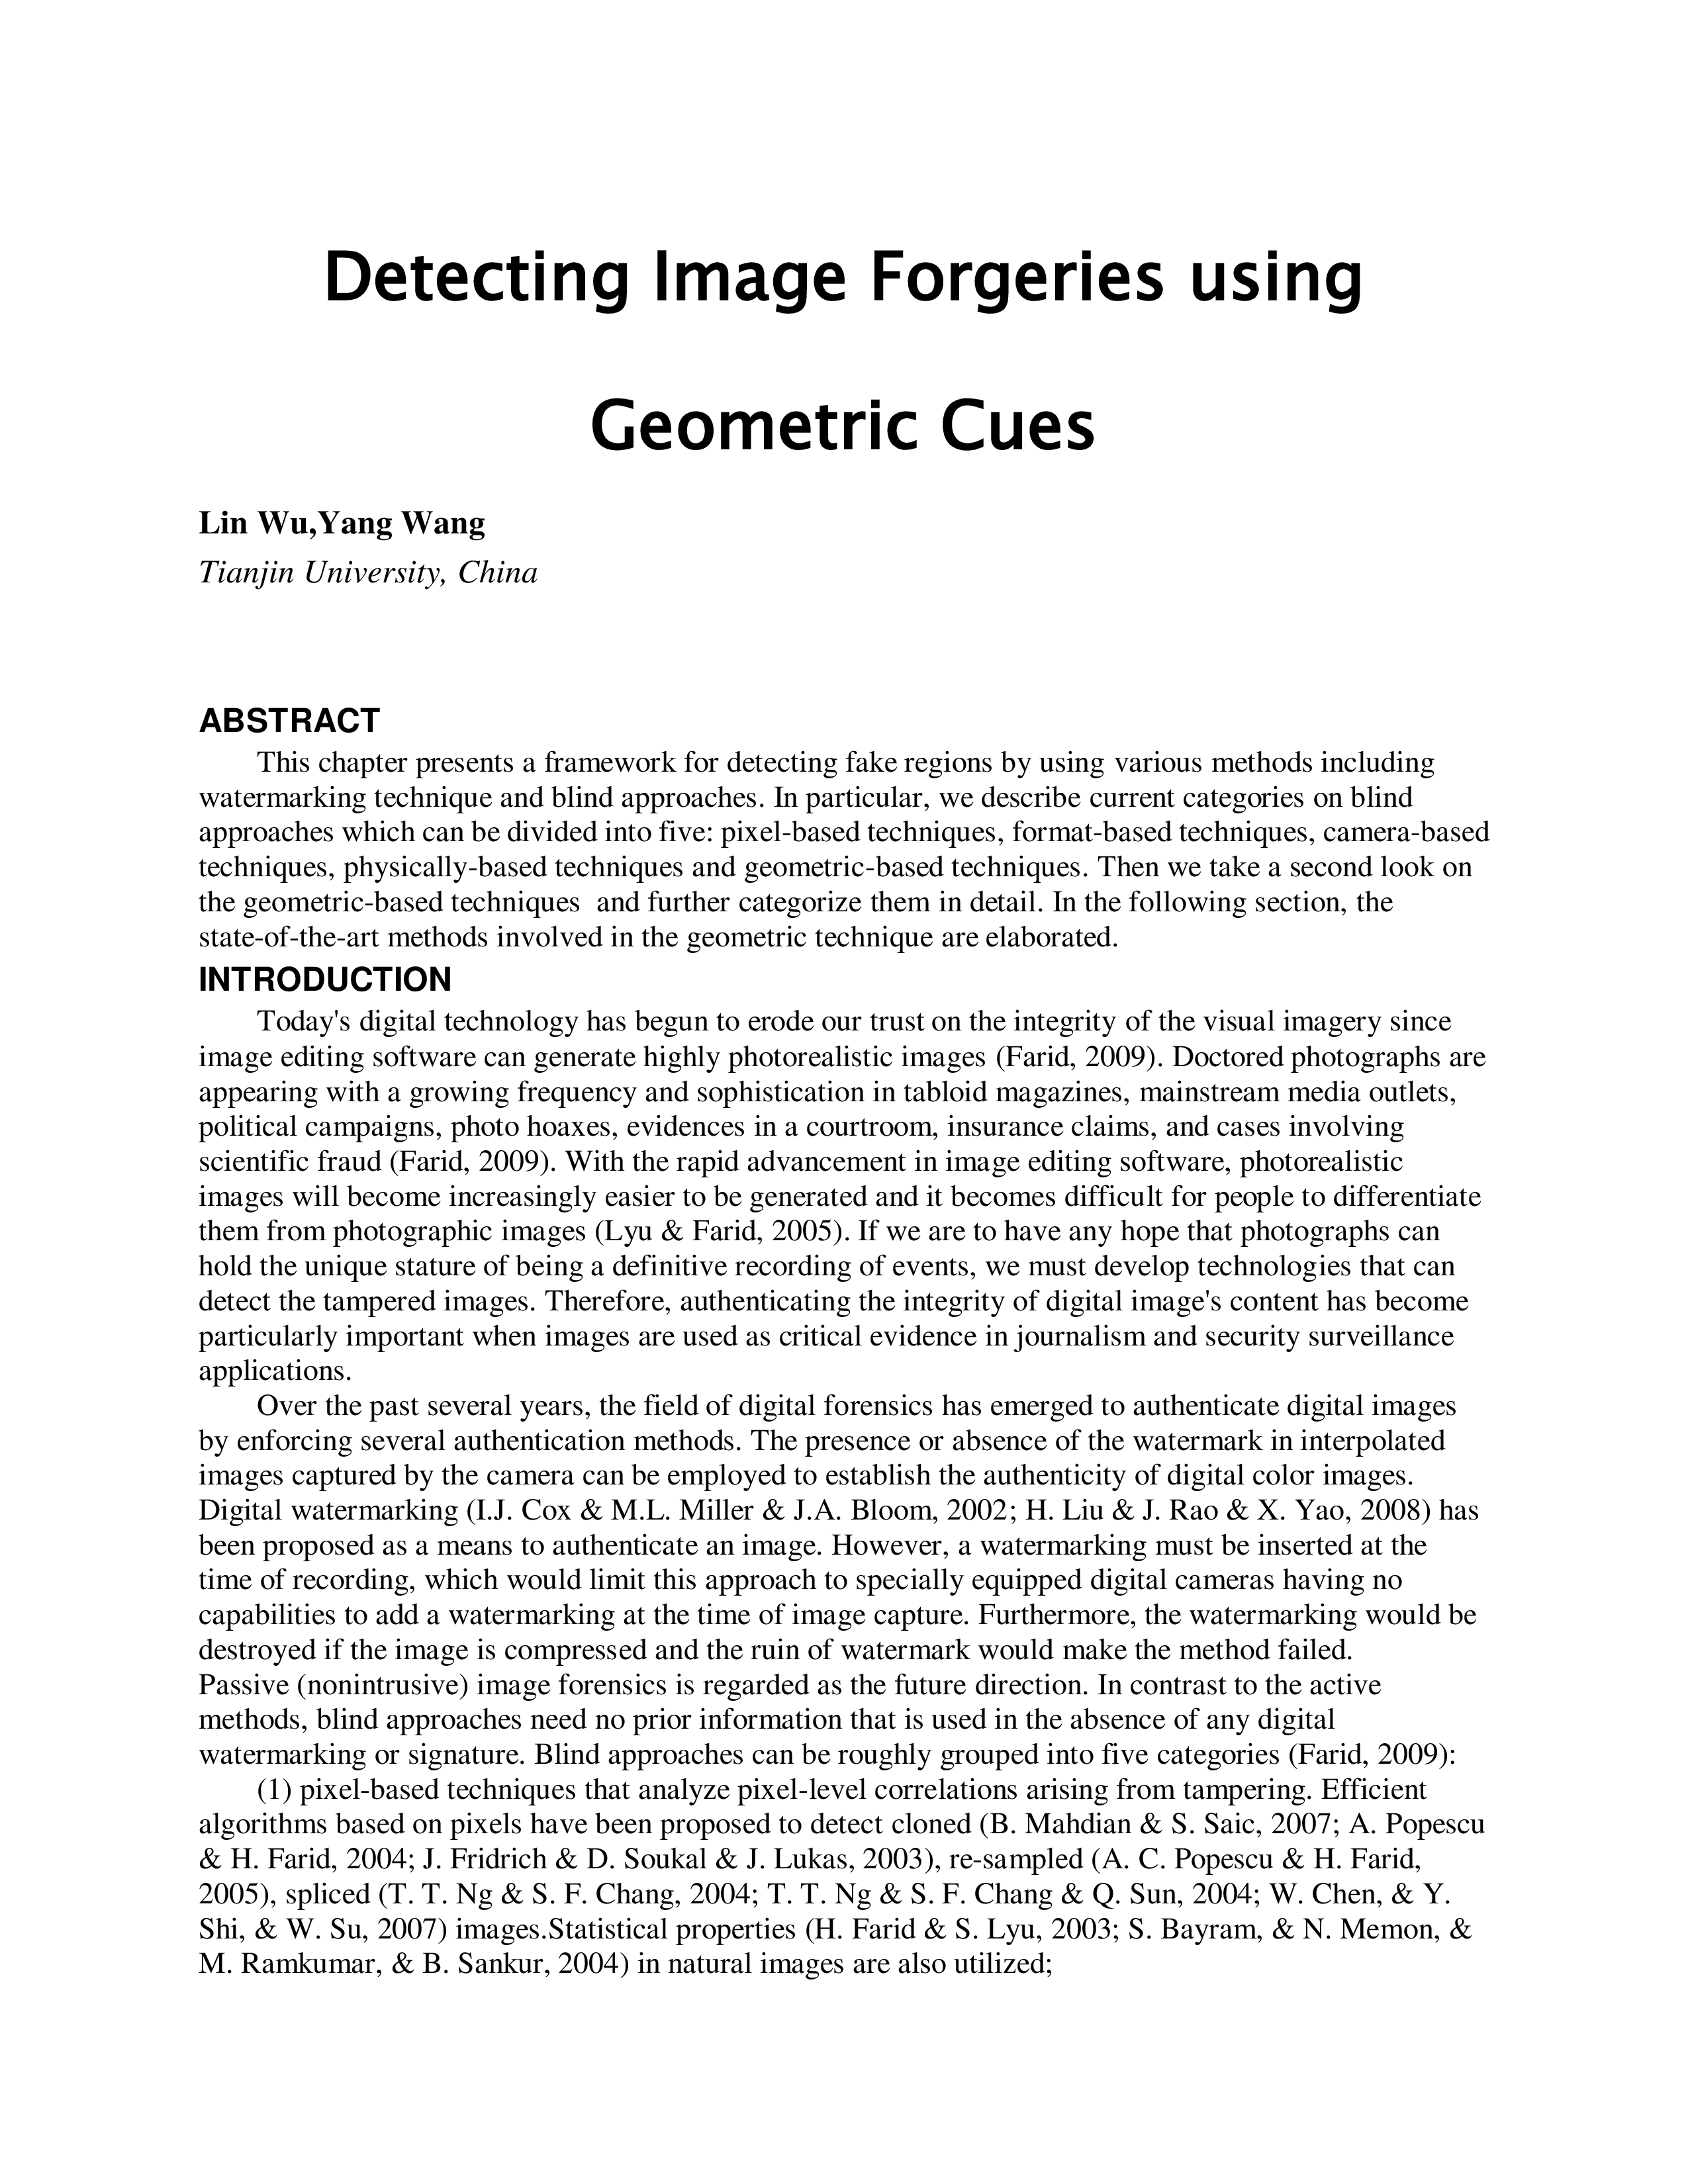 Detecting Image Forgeries using
Geometric Cues
Lin Wu,Yang Wang
Tianjin University, China
ABSTRACT
This chapter presents a framework for detecting fake regions by using various methods including
watermarking technique and blind approaches. In particular, we describe current categories on blind
approaches which can be divided into five: pixel-based techniques, format-based techniques, camera-based
techniques, physically-based techniques and geometric-based techniques. Then we take a second look on
the geometric-based techniques  and further categorize them in detail. In the following section, the
state-of-the-art methods involved in the geometric technique are elaborated.
INTRODUCTION
Today's digital technology has begun to erode our trust on the integrity of the visual imagery since
image editing software can generate highly photorealistic images (Farid, 2009). Doctored photographs are
appearing with a growing frequency and sophistication in tabloid magazines, mainstream media outlets,
political campaigns, photo hoaxes, evidences in a courtroom, insurance claims, and cases involving
scientific fraud (Farid, 2009). With the rapid advancement in image editing software, photorealistic
images will become increasingly easier to be generated and it becomes difficult for people to differentiate
them from photographic images (Lyu & Farid, 2005). If we are to have any hope that photographs can
hold the unique stature of being a definitive recording of events, we must develop technologies that can
detect the tampered images. Therefore, authenticating the integrity of digital image's content has become
particularly important when images are used as critical evidence in journalism and security surveillance
applications.
Over the past several years, the field of digital forensics has emerged to authenticate digital images
by enforcing several authentication methods. The presence or absence of the watermark in interpolated
images captured by the camera can be employed to establish the authenticity of digital color images.
Digital watermarking (I.J. Cox & M.L. Miller & J.A. Bloom, 2002; H. Liu & J. Rao & X. Yao, 2008) has
been proposed as a means to authenticate an image. However, a watermarking must be inserted at the
time of recording, which would limit this approach to specially equipped digital cameras having no
capabilities to add a watermarking at the time of image capture. Furthermore, the watermarking would be
destroyed if the image is compressed and the ruin of watermark would make the method failed.
Passive (nonintrusive) image forensics is regarded as the future direction. In contrast to the active
methods, blind approaches need no prior information that is used in the absence of any digital
watermarking or signature. Blind approaches can be roughly grouped into five categories (Farid, 2009):
(1) pixel-based techniques that analyze pixel-level correlations arising from tampering. Efficient
algorithms based on pixels have been proposed to detect cloned (B. Mahdian & S. Saic, 2007; A. Popescu
& H. Farid, 2004; J. Fridrich & D. Soukal & J. Lukas, 2003), re-sampled (A. C. Popescu & H. Farid,
2005), spliced (T. T. Ng & S. F. Chang, 2004; T. T. Ng & S. F. Chang & Q. Sun, 2004; W. Chen, & Y.
Shi, & W. Su, 2007) images.Statistical properties (H. Farid & S. Lyu, 2003; S. Bayram, & N. Memon, &
M. Ramkumar, & B. Sankur, 2004) in natural images are also utilized;